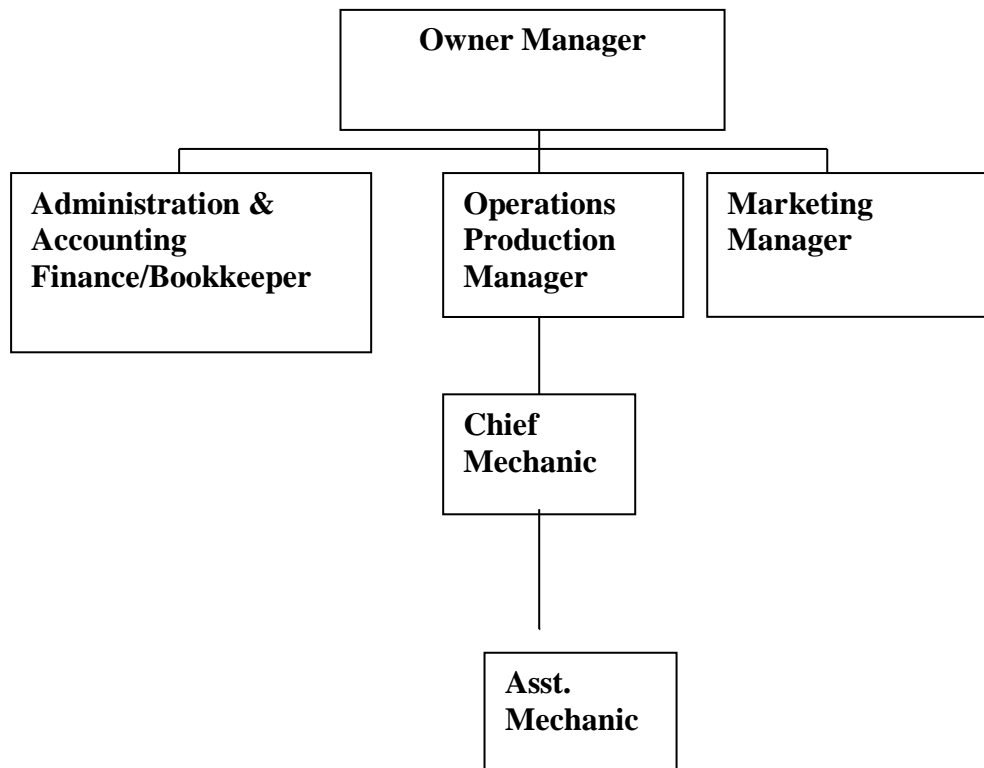 Owner Manager
Administration &
Accounting
Finance/Bookkeeper
Operations
Production
Manager
Marketing
Manager
Chief
Mechanic
Asst.
Mechanic